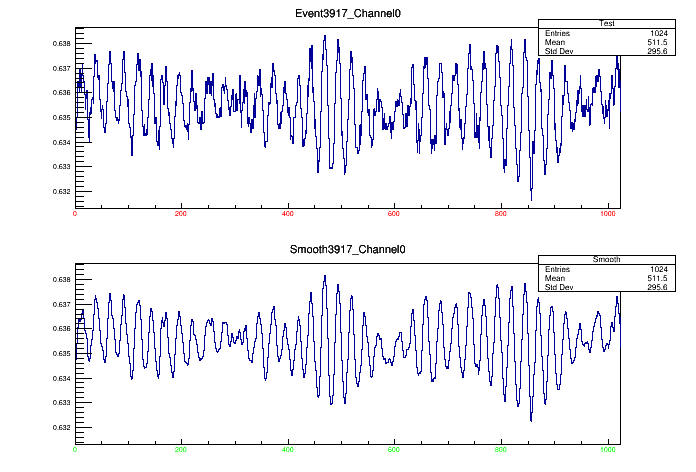 Event3917_Channel0
Test
Entries 1024
Mean 511.5
Std Dev 295.6
0.638
0.637
0.636
0.635
0.634
0.633
0.632
0 200 400 600 800 1000
Smooth3917_Channel0
Smooth
Entries 1024
Mean 511.5
Std Dev 295.6
0.638
0.637
0.636
0.635
0.634
0.633
0.632
0 200 400 600 800 1000